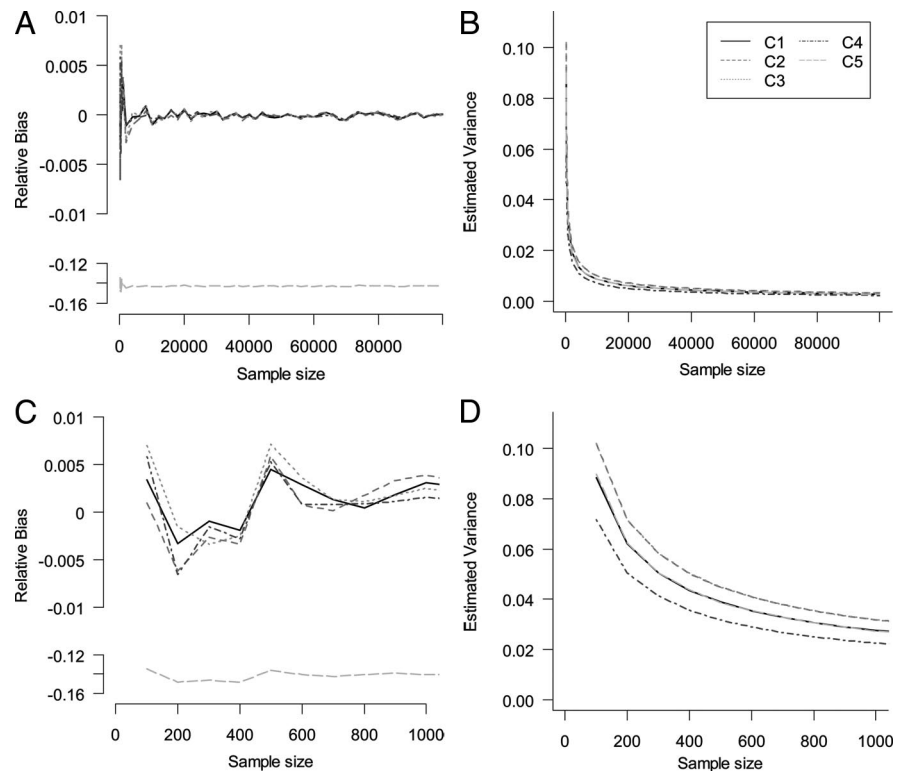 A
0.01
0.005
0
-0.005
-0.01
-0.12
-0.16
Relative Bias
0 20000 40000 60000 80000
Sample size
B
0.10
0.08
0.06
0.04
0.02
0.00
Estimated Variance
C1 C4
C2 C5
C3
0 20000 40000 60000 80000
Sample size
C
0.01
0.005
0
-0.005
-0.01
-0.12
-0.16
Relative Bias
0 200 400 600 800 1000
Sample size
D
0.10
0.08
0.06
0.04
0.02
0.00
Estimated Variance
0 200 400 600 800 1000
Sample size